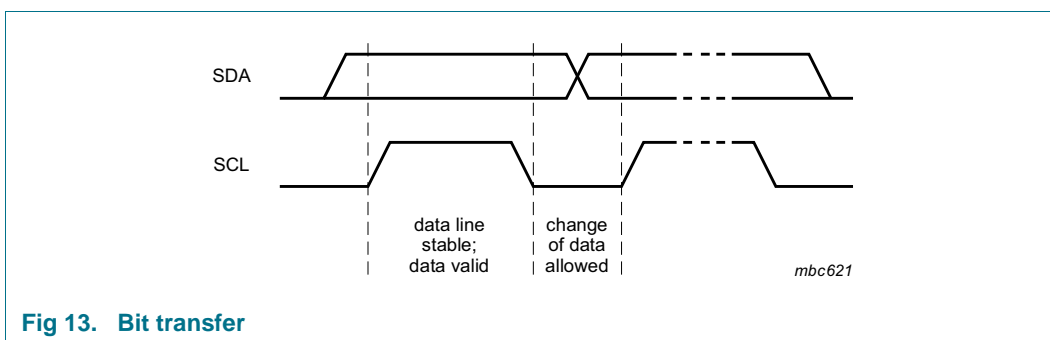 SDA
SCL
data line
stable;
data valid
change
of data
allowed
mbc621
Fig 13. Bit transfer